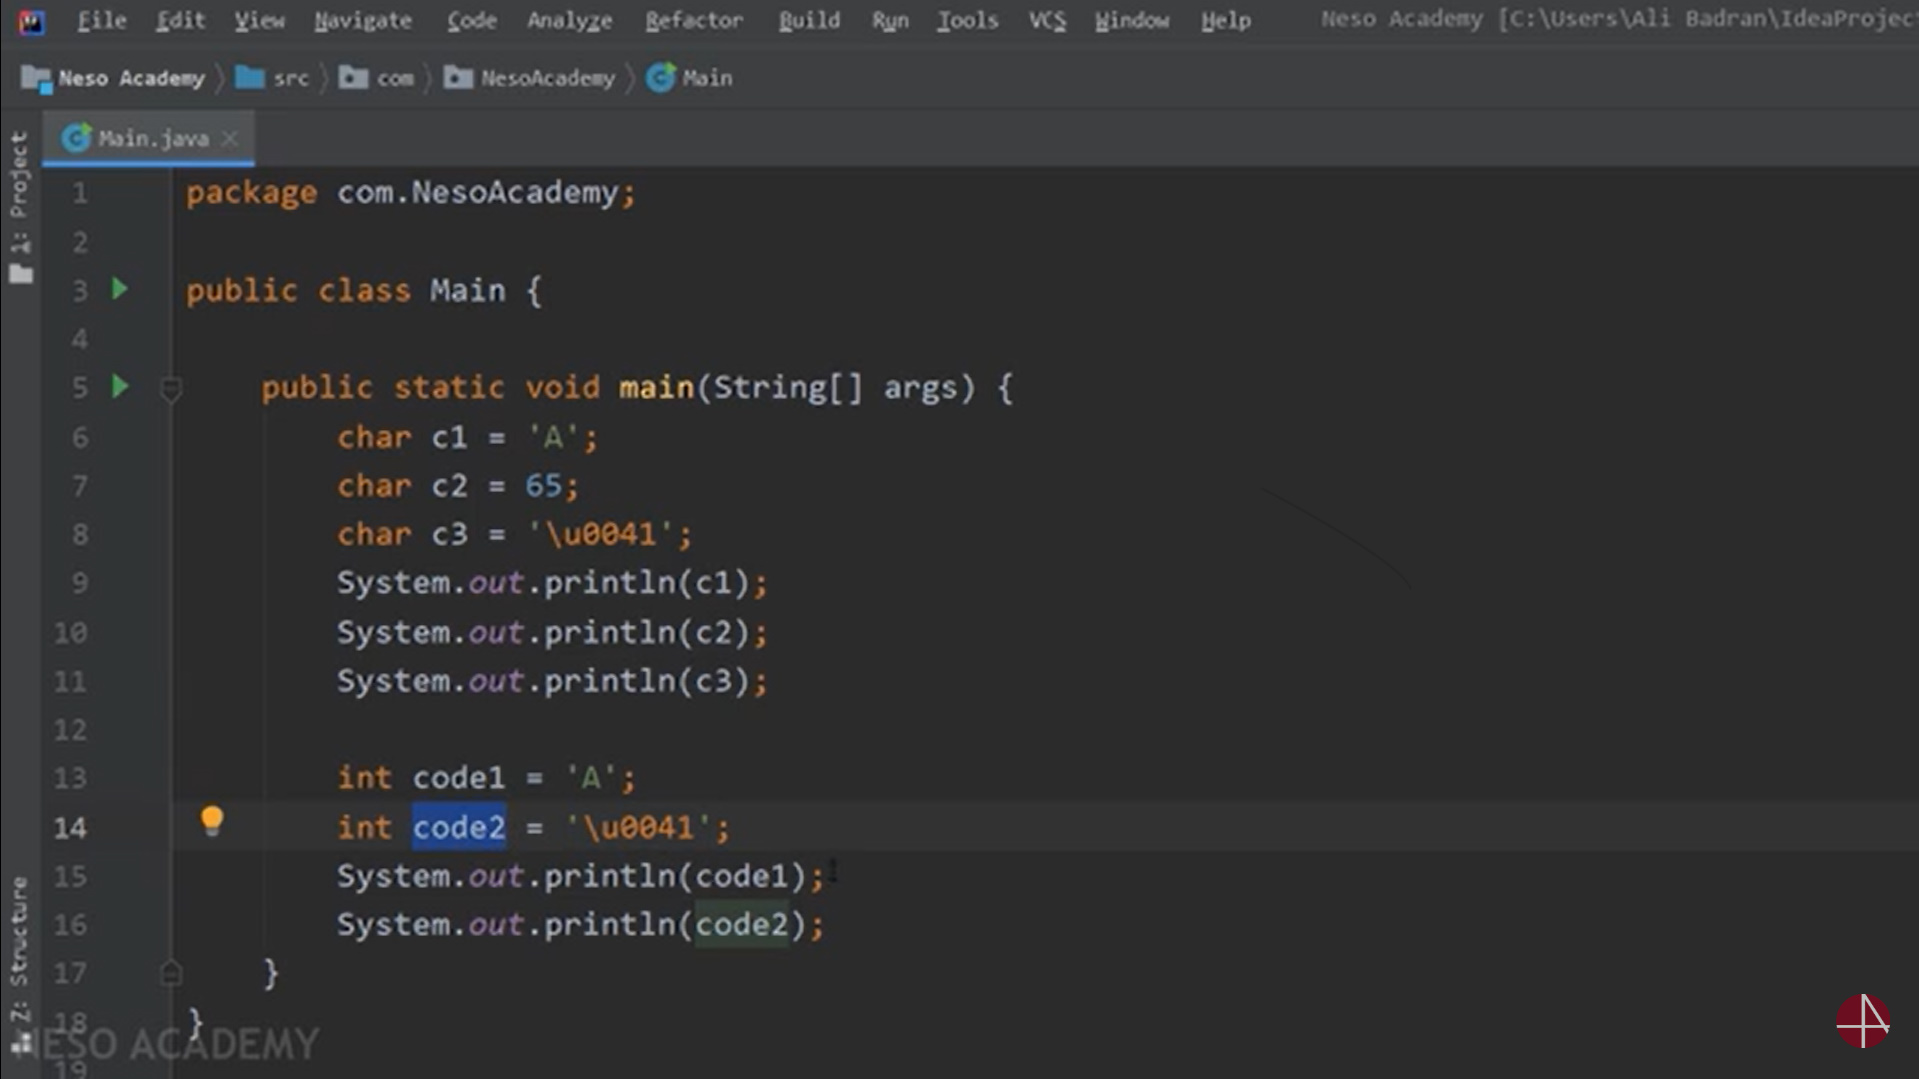 File Edit View Navigate Code Analyze Refactor Build Run Tools VCS Window Help Neso Academy [C:\Users\Ali Badran\IdeaProjec
Neso Academy src com NesoAcademy Main
Main.java
1: Project
1 package com.NesoAcademy;
2
3 public class Main {
4
5 public static void main(String[] args) {
6 char c1 = 'A';
7 char c2 = 65;
8 char c3 = '\u0041';
9 System.out.println(c1);
10 System.out.println(c2);
11 System.out.println(c3);
12
13 int code1 = 'A';
14 int code2 = '\u0041';
15 System.out.println(code1);
16 System.out.println(code2);
17 }
18 }
19
Z: Structure
NESO ACADEMY